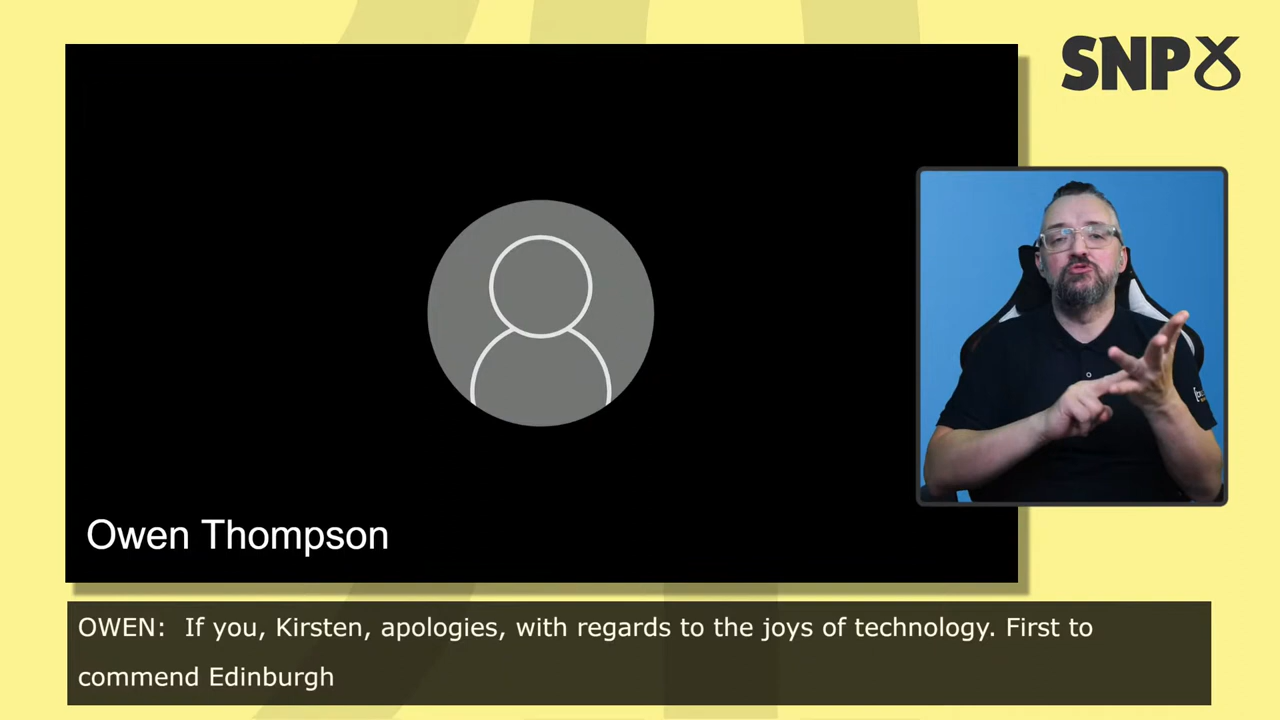 SNP
Owen Thompson
OWEN:  If you, Kirsten, apologies, with regards to the joys of technology. First to
commend Edinburgh